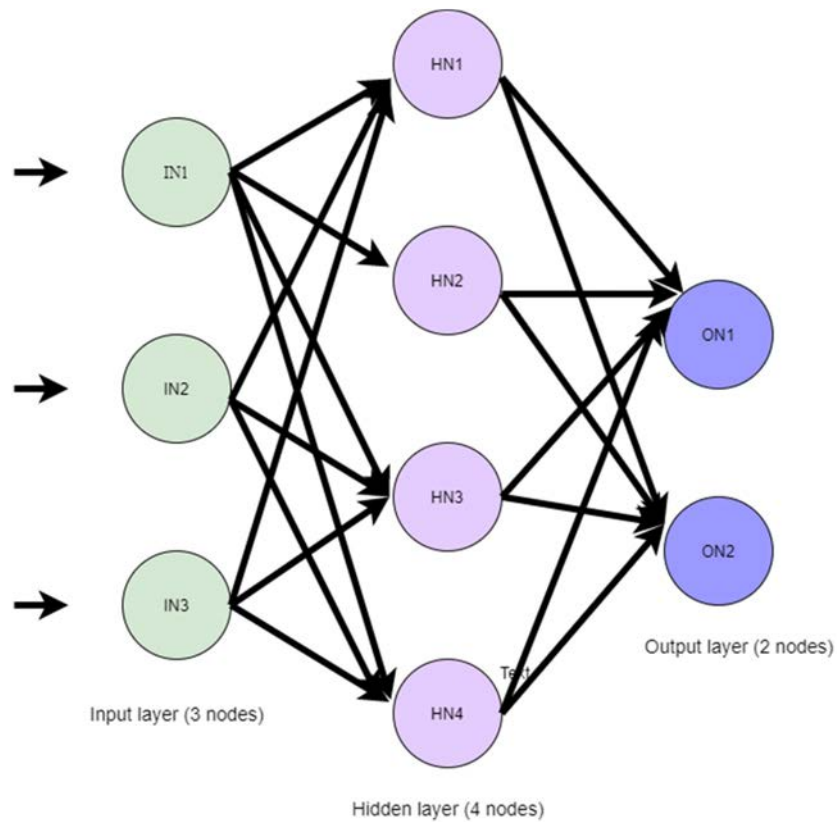 HN1
IN1
HN2
ON1
IN2
HN3
ON2
IN3
Output layer (2 nodes)
Text
HN4
Input layer (3 nodes)
Hidden layer (4 nodes)